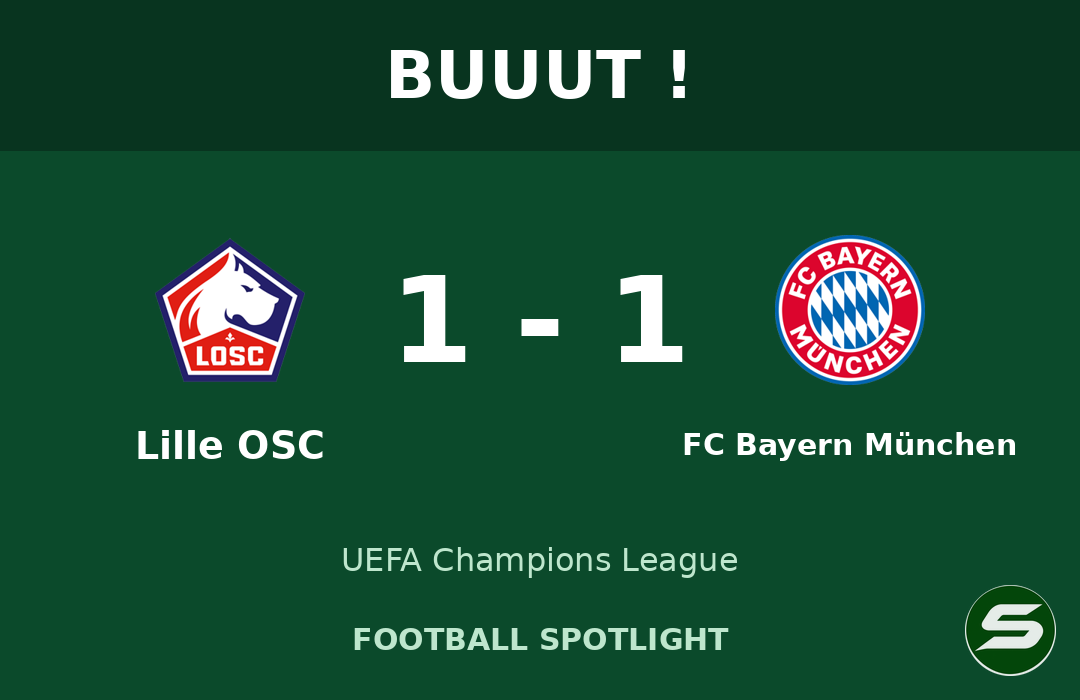 BUUUT !
LOSC
1 - 1
FC BAYERN
MÜNCHEN
Lille OSC
FC Bayern München
UEFA Champions League
FOOTBALL SPOTLIGHT
S